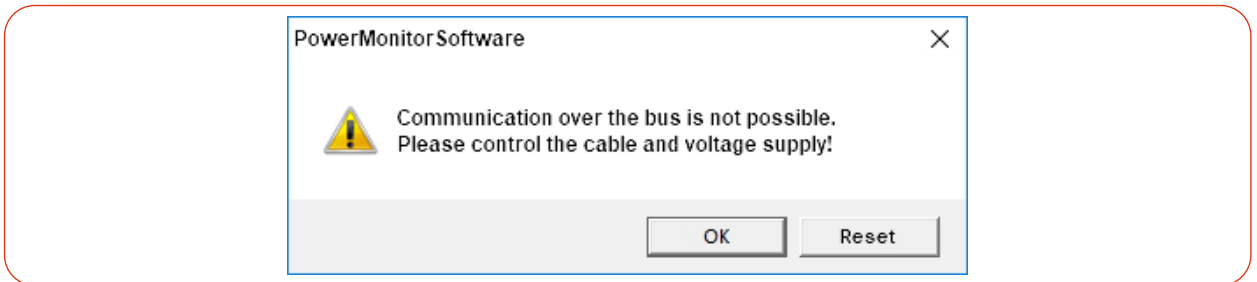 PowerMonitorSoftware
Communication over the bus is not possible.
Please control the cable and voltage supply!
OK Reset